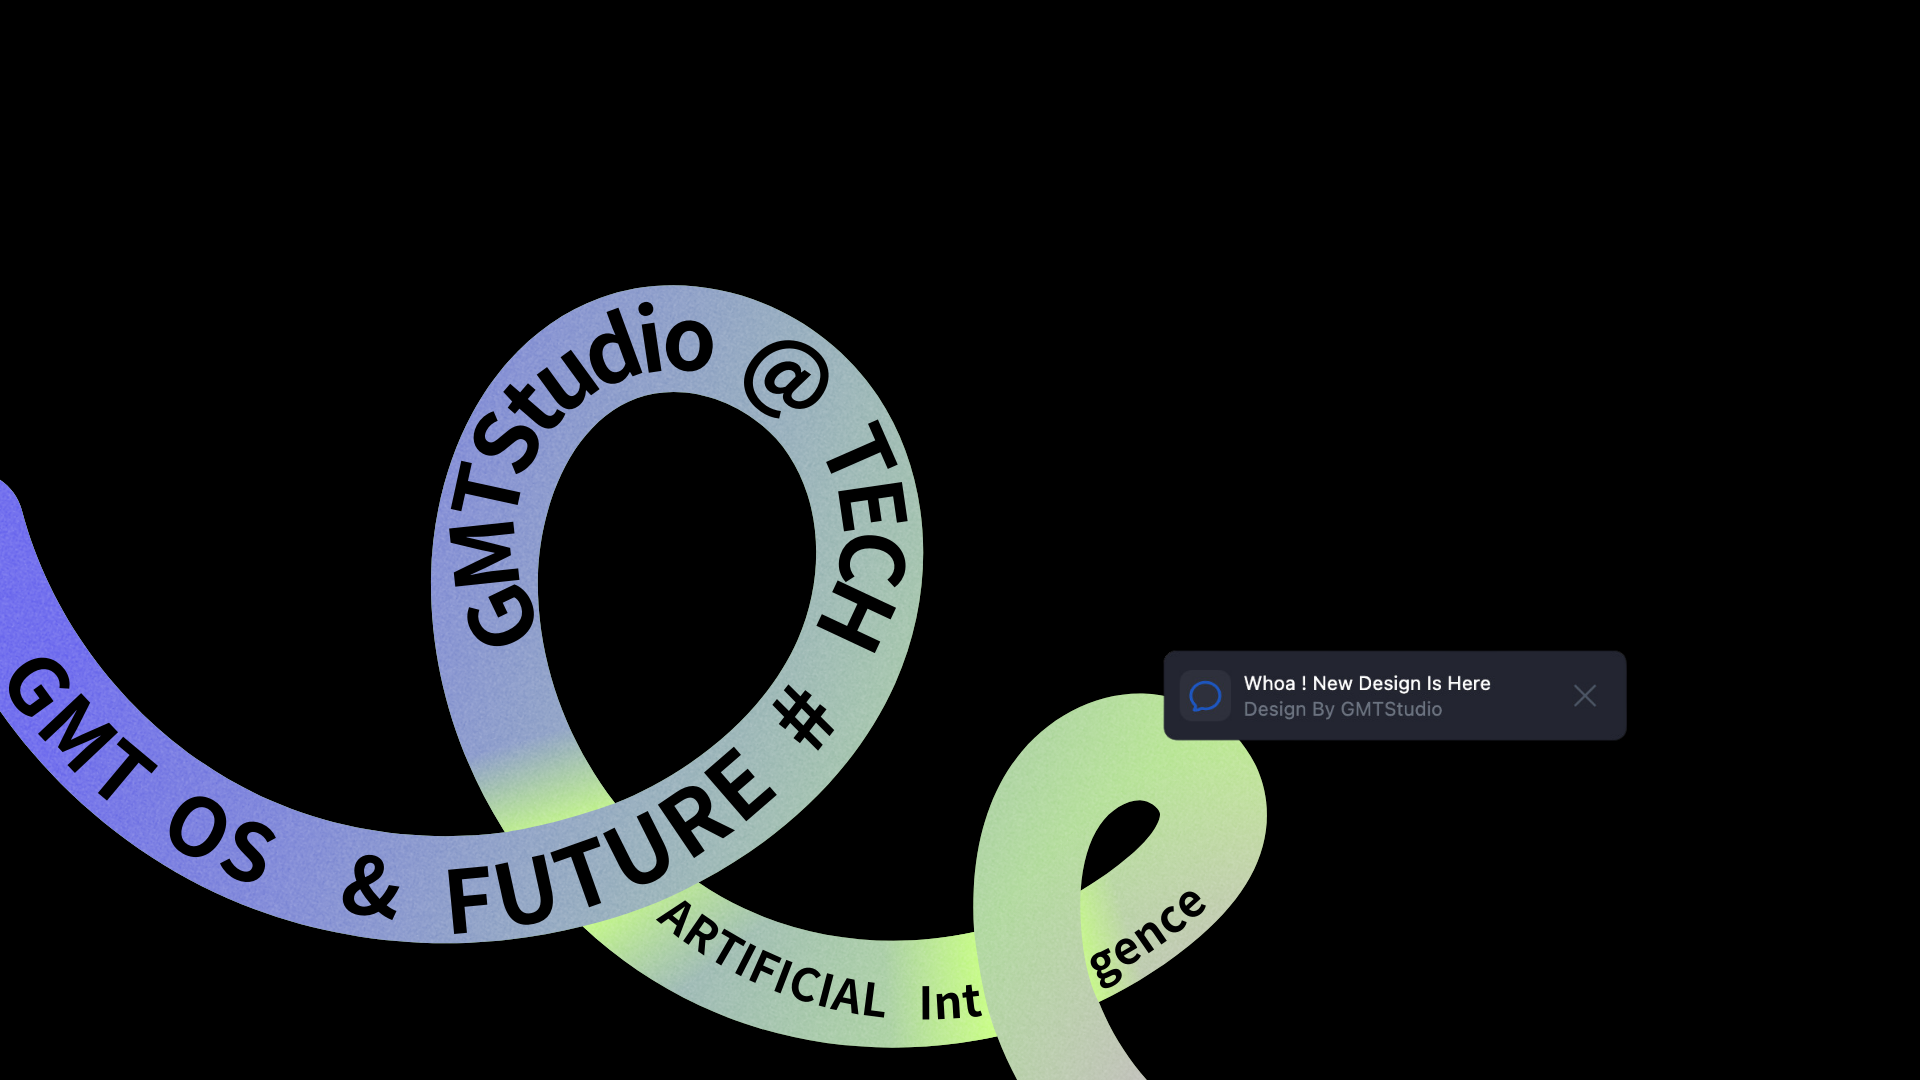 GMT OS & FUTURE # TECH @ GMTStudio
ARTIFICIAL Int gence
Whoa ! New Design Is Here
Design By GMTStudio